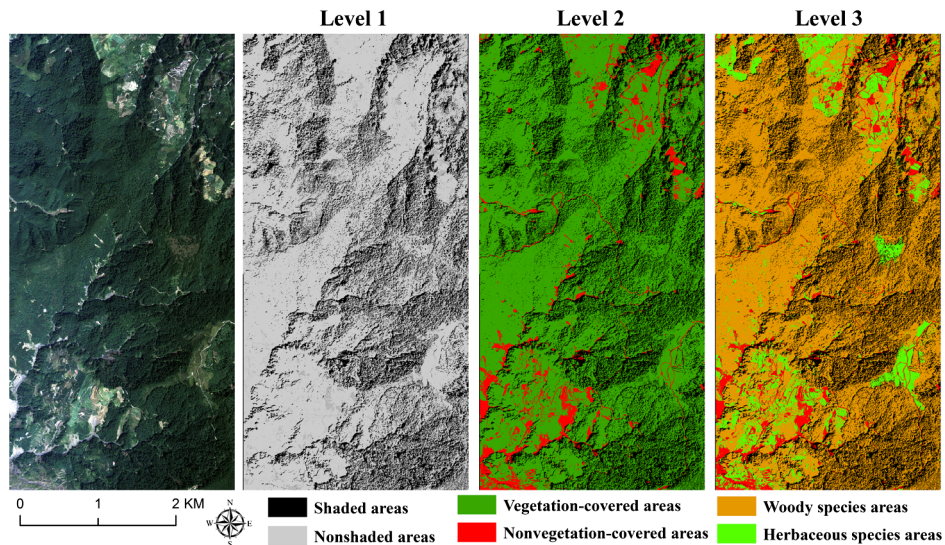 Level 1
Level 2
Level 3
0 1 2 KM
N
W E
S
Shaded areas
Nonshaded areas
Vegetation-covered areas
Nonvegetation-covered areas
Woody species areas
Herbaceous species areas